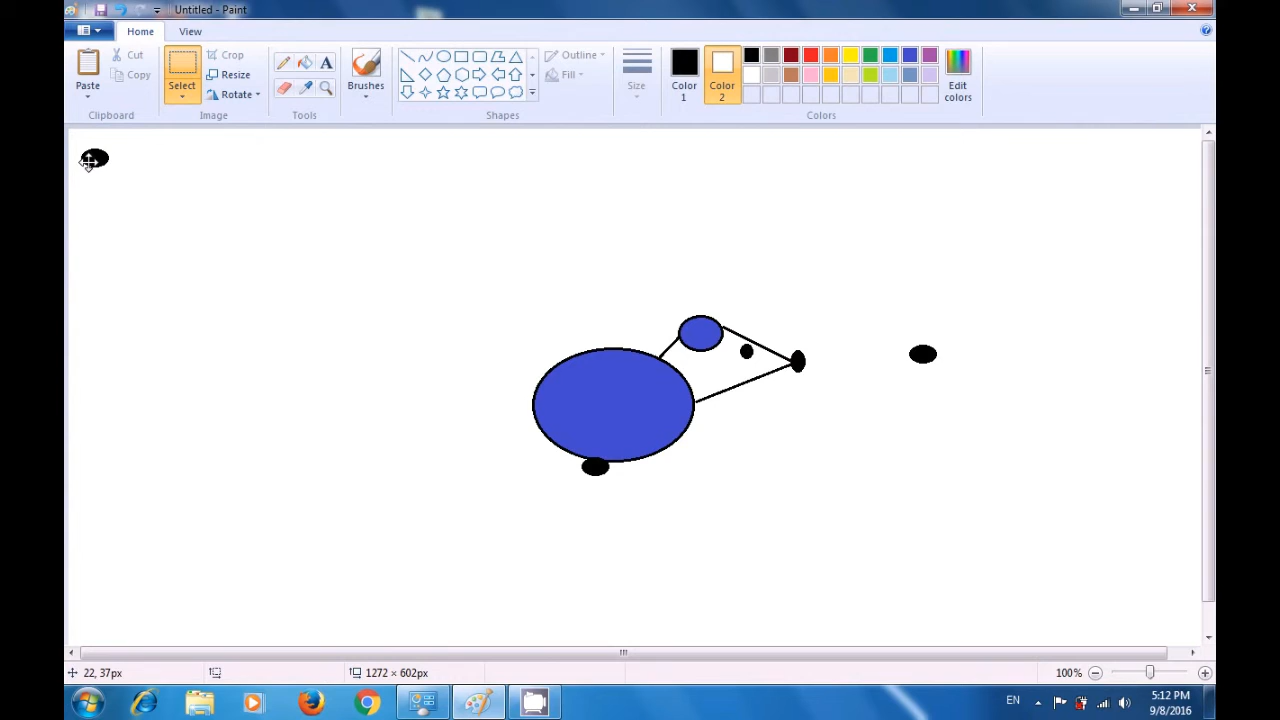 Untitled - Paint
Home View
Paste
Cut
Copy
Clipboard
Select
Crop
Resize
Rotate
Image
A
Tools
Brushes
Outline
Fill
Shapes
Size
Color 1
Color 2
Edit colors
Colors
22, 37px
1272 × 602px
100%
EN
5:12 PM
9/8/2016